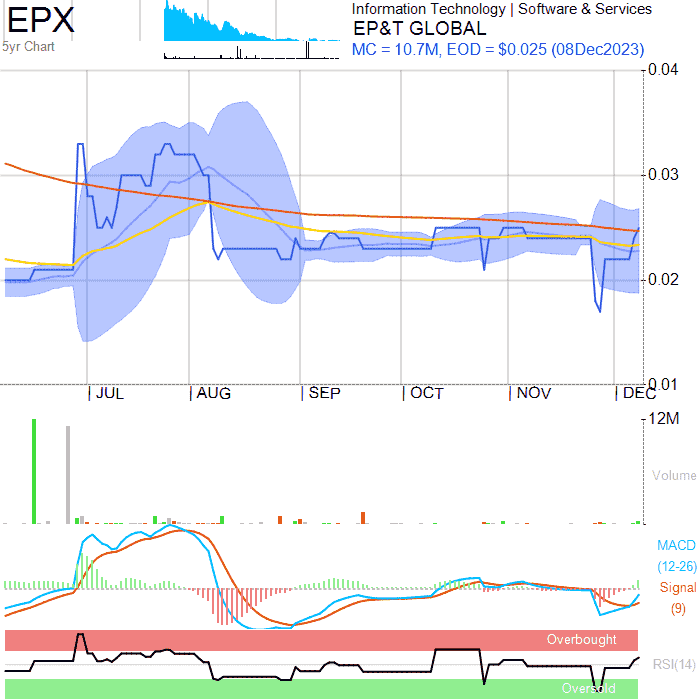 EPX
5yr Chart
Information Technology | Software & Services
EP&T GLOBAL
MC = 10.7M, EOD = $0.025 (08Dec2023)
0.04
0.03
0.02
0.01
JUL AUG SEP OCT NOV DEC
12M
Volume
MACD
(12-26)
Signal
(9)
Overbought
RSI(14)
Oversold